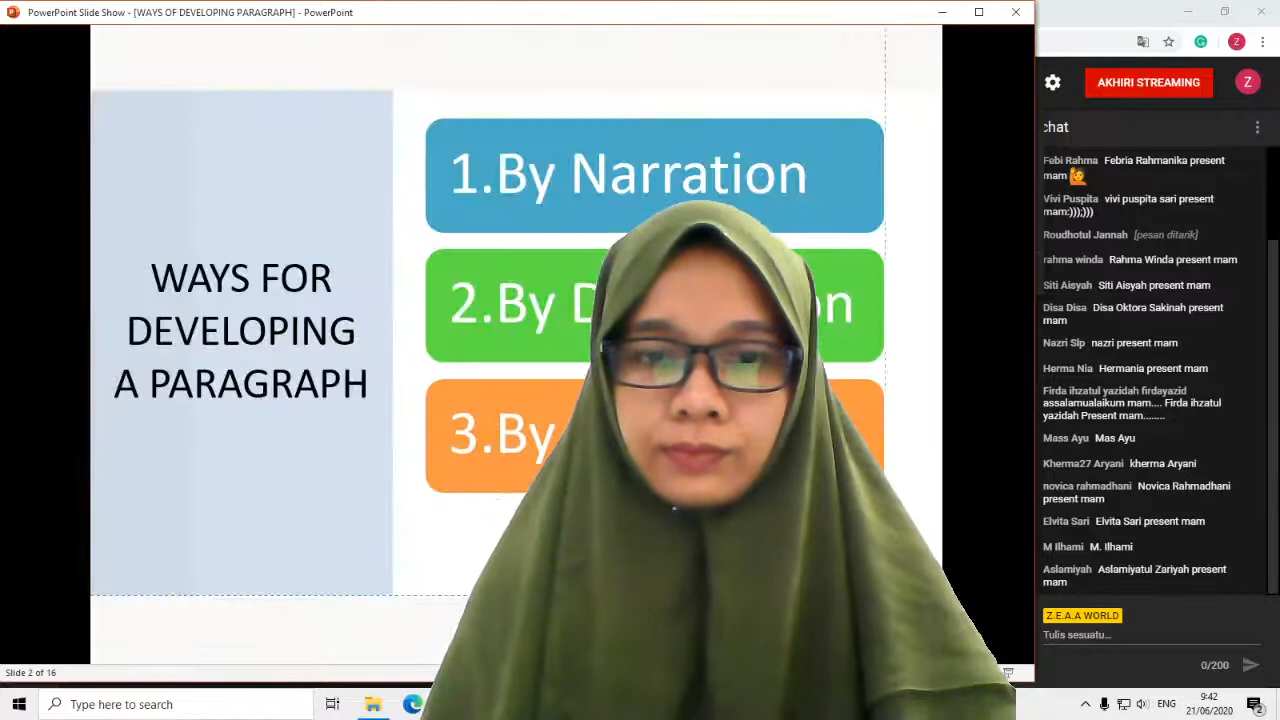 PowerPoint Slide Show - [WAYS OF DEVELOPING PARAGRAPH] - PowerPoint
WAYS FOR
DEVELOPING
A PARAGRAPH
1.By Narration
2.By D
on
3.By
Slide 2 of 16
Z
AKHIRI STREAMING
Z
chat
Febi Rahma Febria Rahmanika present
mam 🙋
Vivi Puspita vivi puspita sari present
mam:))),)))
Roudhotul Jannah [pesan ditarik]
rahma winda Rahma Winda present mam
Siti Aisyah Siti Aisyah present mam
Disa Disa Disa Oktora Sakinah present
mam
Nazri Slp nazri present mam
Herma Nia Hermania present mam
Firda ihzatul yazidah firdayazid
assalamualaikum mam.... Firda ihzatul
yazidah Present mam........
Mass Ayu Mas Ayu
Kherma27 Aryani kherma Aryani
novica rahmadhani Novica Rahmadhani
present mam
Elvita Sari Elvita Sari present mam
M Ilhami M. Ilhami
Aslamiyah Aslamiyatul Zariyah present
mam
Z.E.A.A WORLD
Tulis sesuatu...
0/200
Type here to search
ENG
9:42
21/06/2020
2